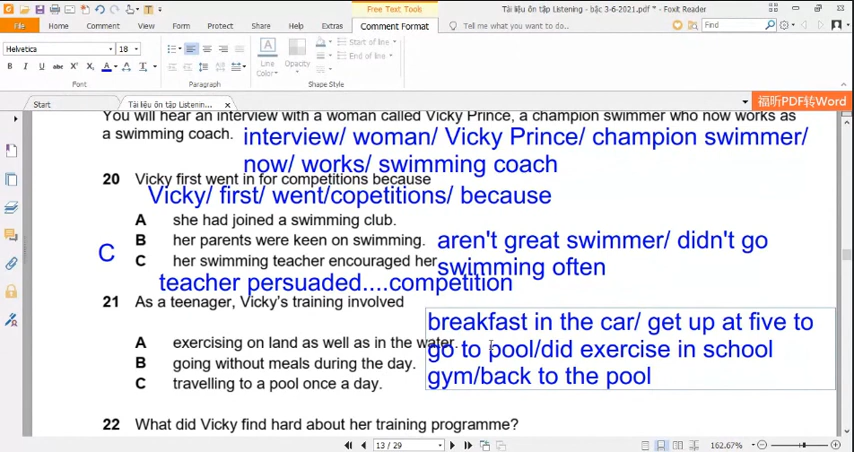 Free Text Tools
Tài liệu ôn tập Listening - bậc 3-6-2021.pdf * - Foxit Reader
File Home Comment View Form Protect Share Help Extras Comment Format Tell me what you want to do... Find
Helvetica 18
Start of line
End of line
B I U abc X² X₂ A
Line Color Opacity
Font Paragraph Shape Style
Start Tài liệu ôn tập Listenin... 福昕PDF转Word
You will hear an interview with a woman called Vicky Prince, a champion swimmer who now works as
a swimming coach.
interview/ woman/ Vicky Prince/ champion swimmer/
now/ works/ swimming coach
20 Vicky first went in for competitions because
Vicky/ first/ went/copetitions/ because
A she had joined a swimming club.
B her parents were keen on swimming.
aren't great swimmer/ didn't go
swimming often
C
C her swimming teacher encouraged her
teacher persuaded....competition
21 As a teenager, Vicky's training involved
breakfast in the car/ get up at five to
go to pool/did exercise in school
gym/back to the pool
A exercising on land as well as in the water.
B going without meals during the day.
C travelling to a pool once a day.
22 What did Vicky find hard about her training programme?
13 / 29 162.67%